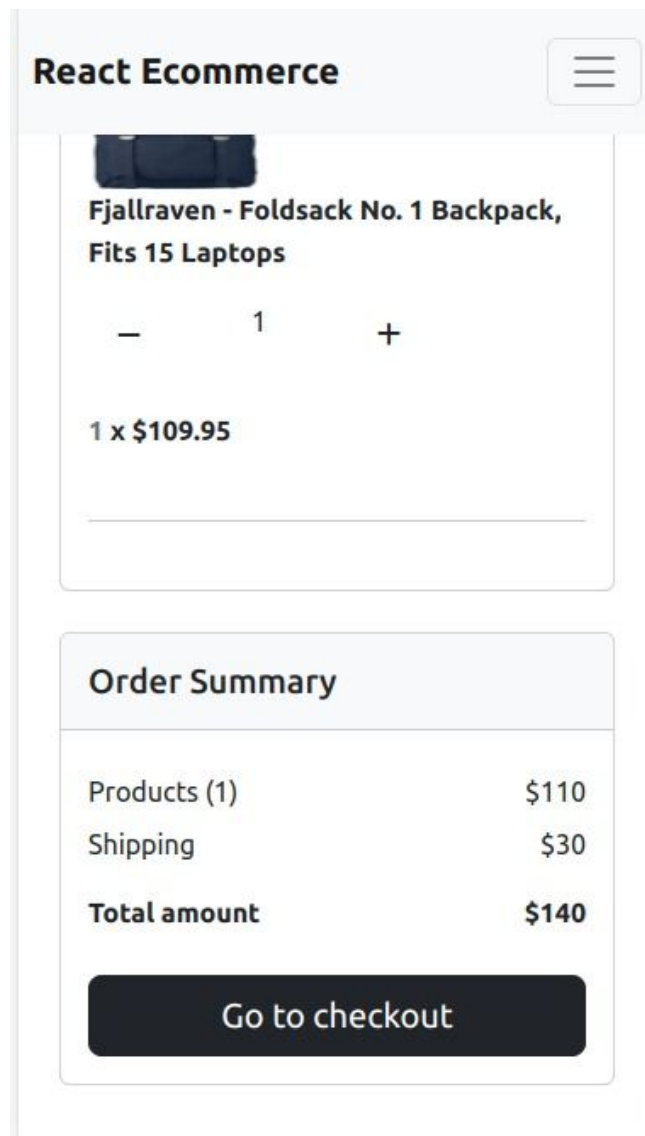 React Ecommerce
Fjallraven - Foldsack No. 1 Backpack,
Fits 15 Laptops
− 1 +
1 x $109.95
Order Summary
Products (1) $110
Shipping $30
Total amount $140
Go to checkout